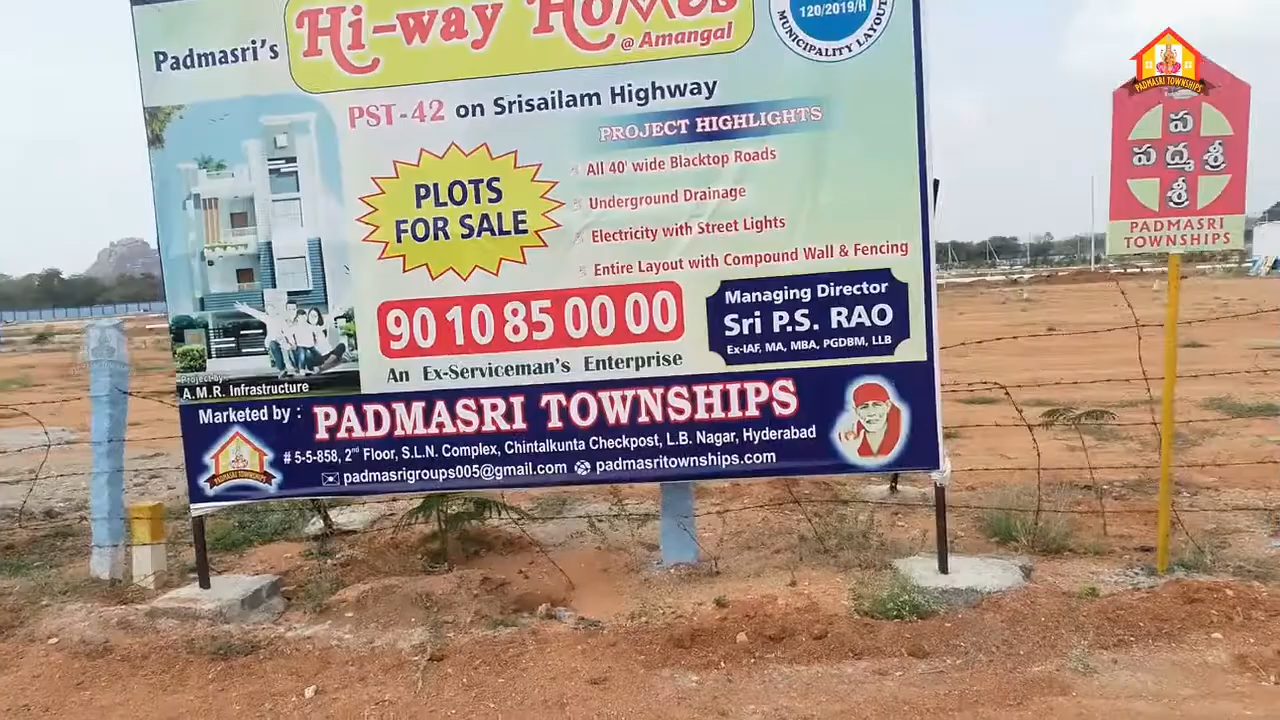 Padmasri's
Hi-way Homes
@ Amangal
120/2019/H
MUNICIPALITY LAYOUT
PST-42 on Srisailam Highway
PROJECT HIGHLIGHTS
All 40' wide Blacktop Roads
Underground Drainage
Electricity with Street Lights
Entire Layout with Compound Wall & Fencing
PLOTS
FOR SALE
90 10 85 00 00
An Ex-Serviceman's Enterprise
Managing Director
Sri P.S. RAO
Ex-IAF, MA, MBA, PGDBM, LLB
Project by:
A.M.R. Infrastructure
Marketed by : PADMASRI TOWNSHIPS
# 5-5-858, 2nd Floor, S.L.N. Complex, Chintalkunta Checkpost, L.B. Nagar, Hyderabad
padmasrigroups005@gmail.com padmasritownships.com
PADMASRI TOWNSHIPS
PADMASRI TOWNSHIPS
ప
ప ద్మ శ్రీ
శ్రీ
PADMASRI
TOWNSHIPS